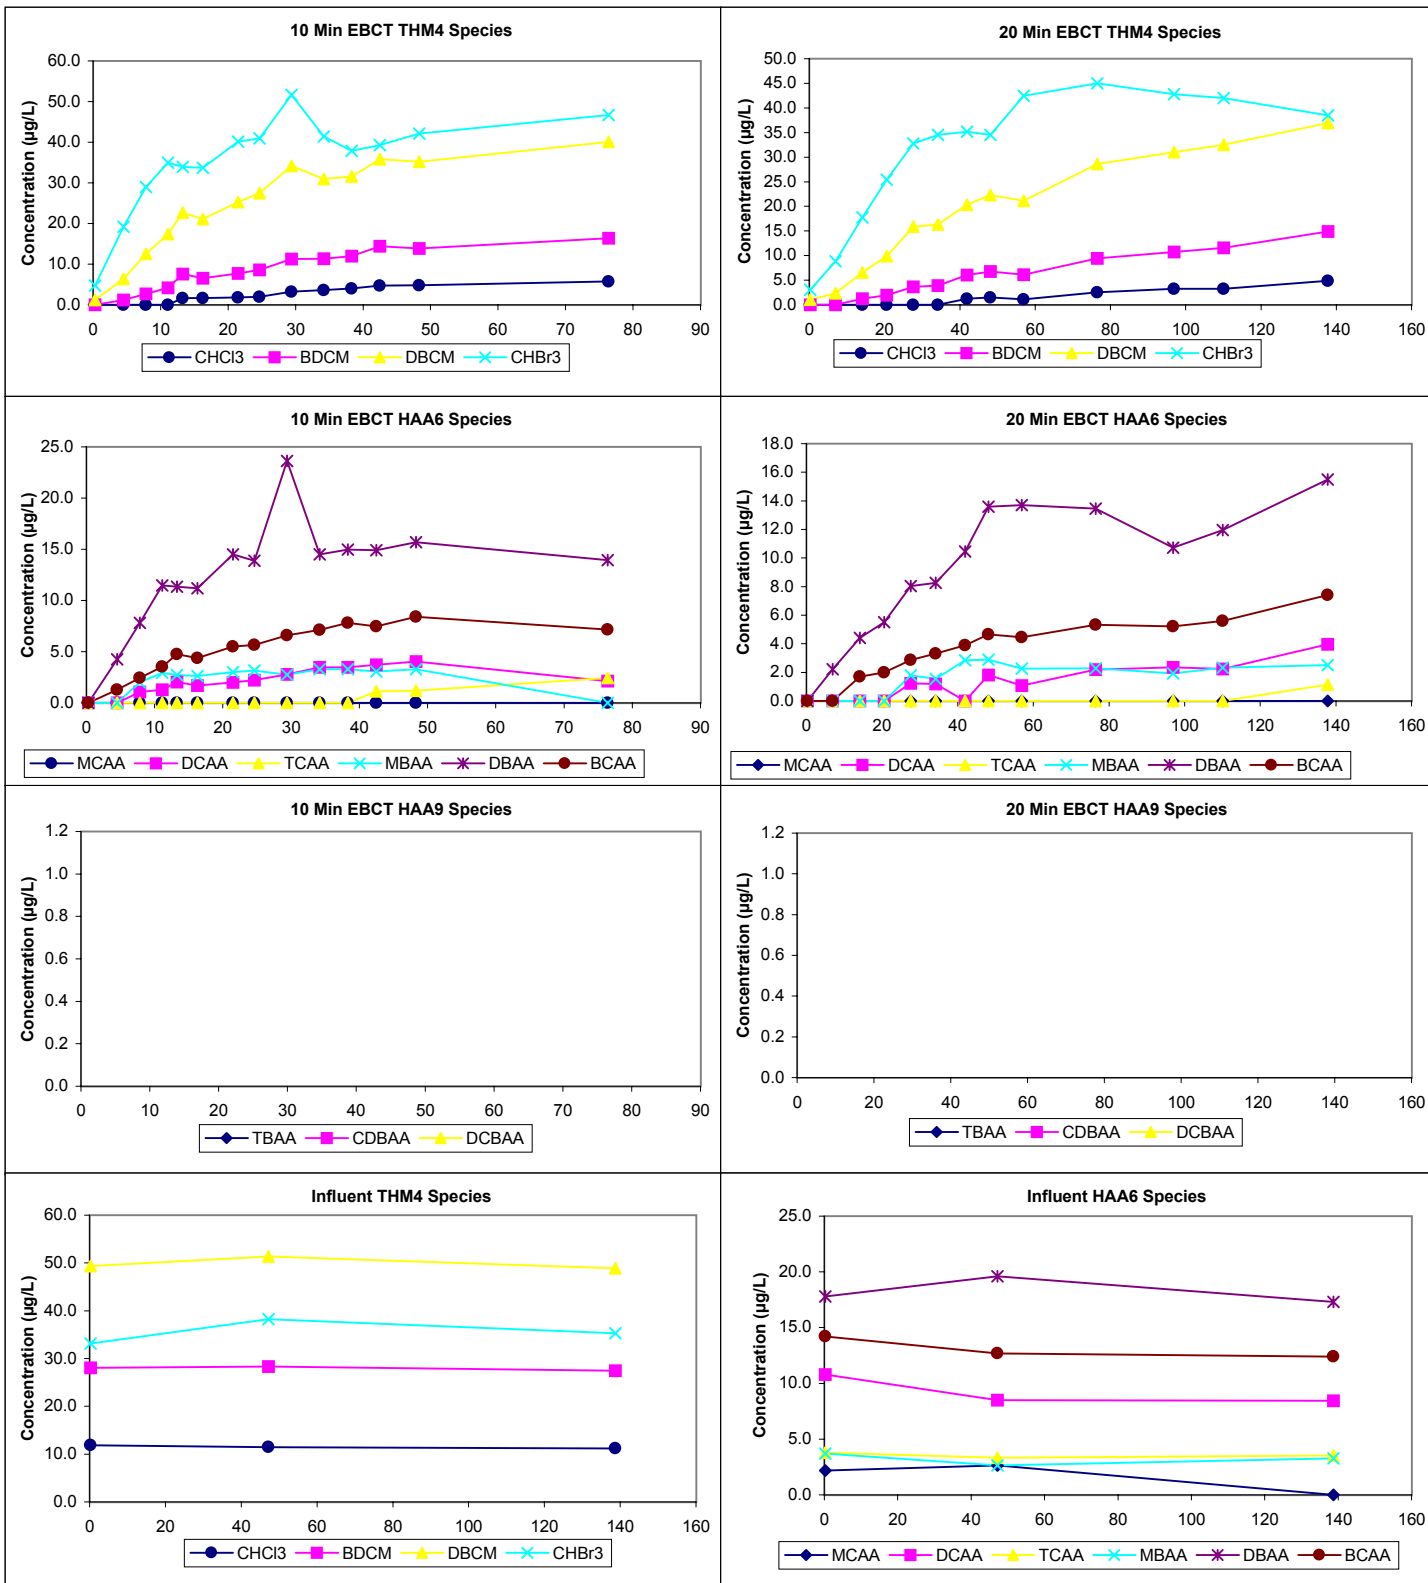 10 Min EBCT THM4 Species
Concentration (µg/L)
60.0
50.0
40.0
30.0
20.0
10.0
0.0
0 10 20 30 40 50 60 70 80 90
CHCl3 BDCM DBCM CHBr3
20 Min EBCT THM4 Species
Concentration (µg/L)
50.0
45.0
40.0
35.0
30.0
25.0
20.0
15.0
10.0
5.0
0.0
0 20 40 60 80 100 120 140 160
CHCl3 BDCM DBCM CHBr3
10 Min EBCT HAA6 Species
Concentration (µg/L)
25.0
20.0
15.0
10.0
5.0
0.0
0 10 20 30 40 50 60 70 80 90
MCAA DCAA TCAA MBAA DBAA BCAA
20 Min EBCT HAA6 Species
Concentration (µg/L)
18.0
16.0
14.0
12.0
10.0
8.0
6.0
4.0
2.0
0.0
0 20 40 60 80 100 120 140 160
MCAA DCAA TCAA MBAA DBAA BCAA
10 Min EBCT HAA9 Species
Concentration (µg/L)
1.2
1.0
0.8
0.6
0.4
0.2
0.0
0 10 20 30 40 50 60 70 80 90
TBAA CDBAA DCBAA
20 Min EBCT HAA9 Species
Concentration (µg/L)
1.2
1.0
0.8
0.6
0.4
0.2
0.0
0 20 40 60 80 100 120 140 160
TBAA CDBAA DCBAA
Influent THM4 Species
Concentration (µg/L)
60.0
50.0
40.0
30.0
20.0
10.0
0.0
0 20 40 60 80 100 120 140 160
CHCl3 BDCM DBCM CHBr3
Influent HAA6 Species
Concentration (µg/L)
25.0
20.0
15.0
10.0
5.0
0.0
0 20 40 60 80 100 120 140 160
MCAA DCAA TCAA MBAA DBAA BCAA